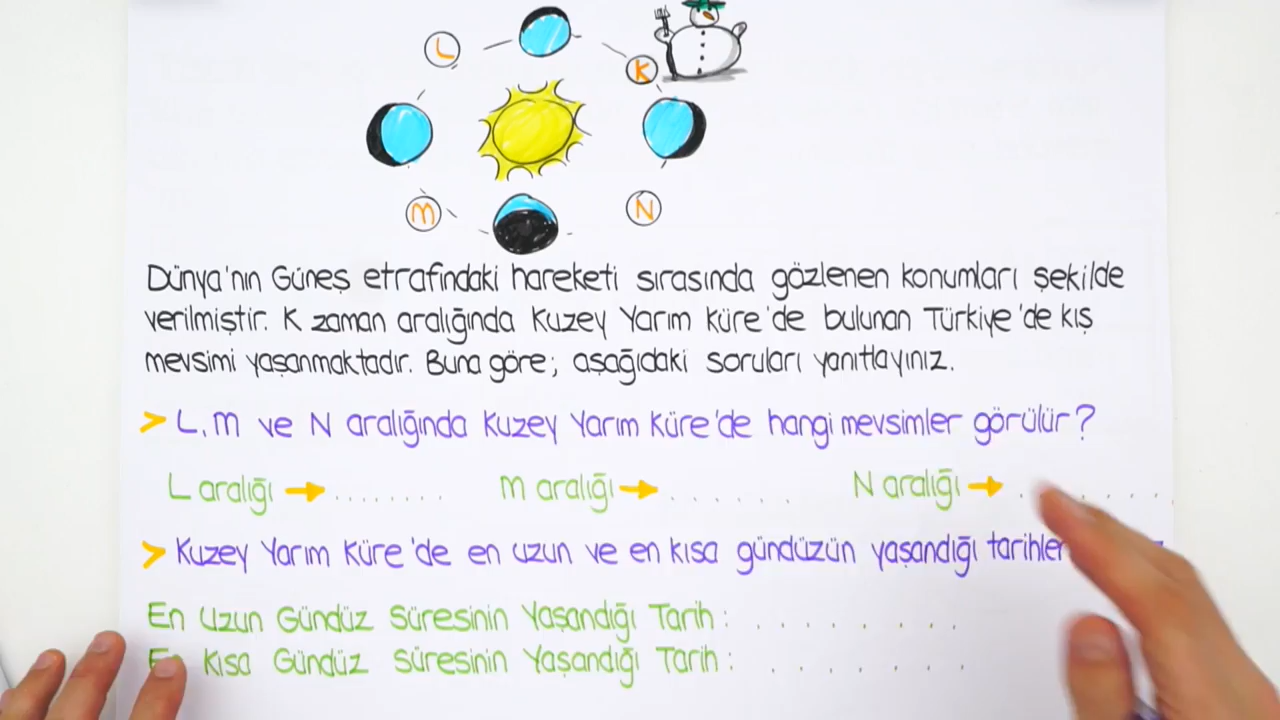 L
K
M
N
Dünya'nın Güneş etrafındaki hareketi sırasında gözlenen konumları şekilde
verilmiştir. K zaman aralığında Kuzey Yarım Küre'de bulunan Türkiye'de kış
mevsimi yaşanmaktadır. Buna göre; aşağıdaki soruları yanıtlayınız.
> L, M ve N aralığında Kuzey Yarım Küre'de hangi mevsimler görülür?
L aralığı → ........ M aralığı → ...... N aralığı → ........
> Kuzey Yarım Küre'de en uzun ve en kısa gündüzün yaşandığı
En Uzun Gündüz Süresinin Yaşandığı Tarih : ........
Kısa Gündüz Süresinin Yaşandığı Tarih : ........